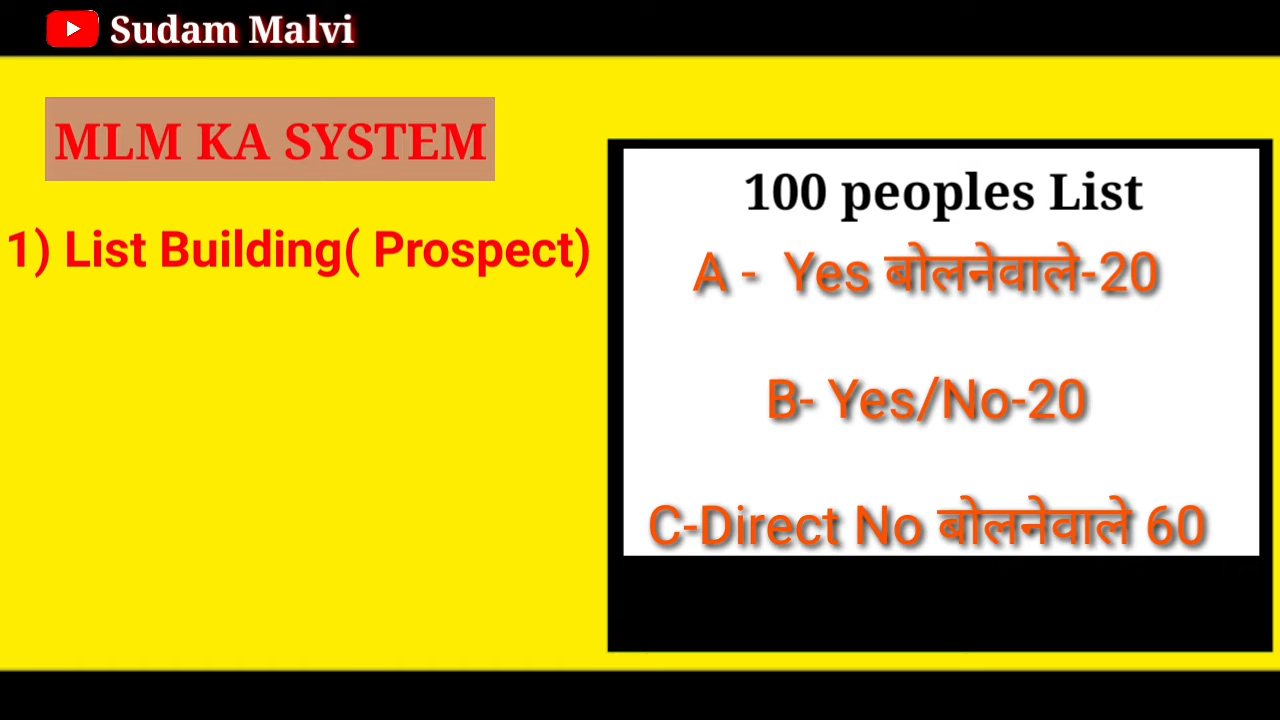 Sudam Malvi
MLM KA SYSTEM
1) List Building( Prospect)
100 peoples List
A - Yes बोलनेवाले-20
B- Yes/No-20
C-Direct No बोलनेवाले 60